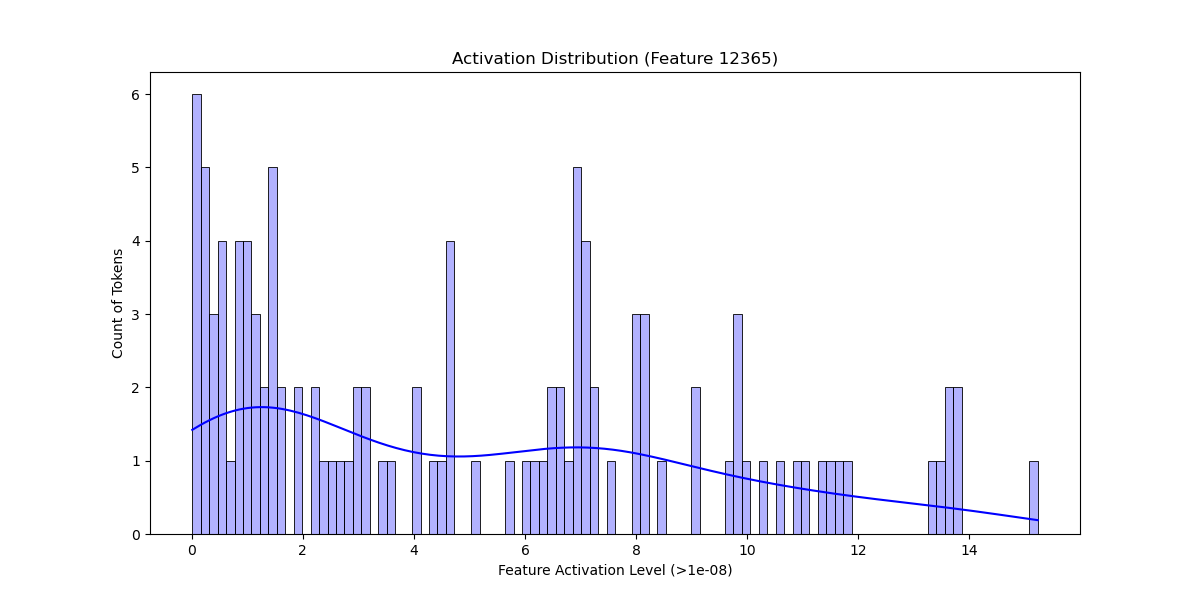 Activation Distribution (Feature 12365)
Count of Tokens
6
5
4
3
2
1
0
0 2 4 6 8 10 12 14
Feature Activation Level (>1e-08)